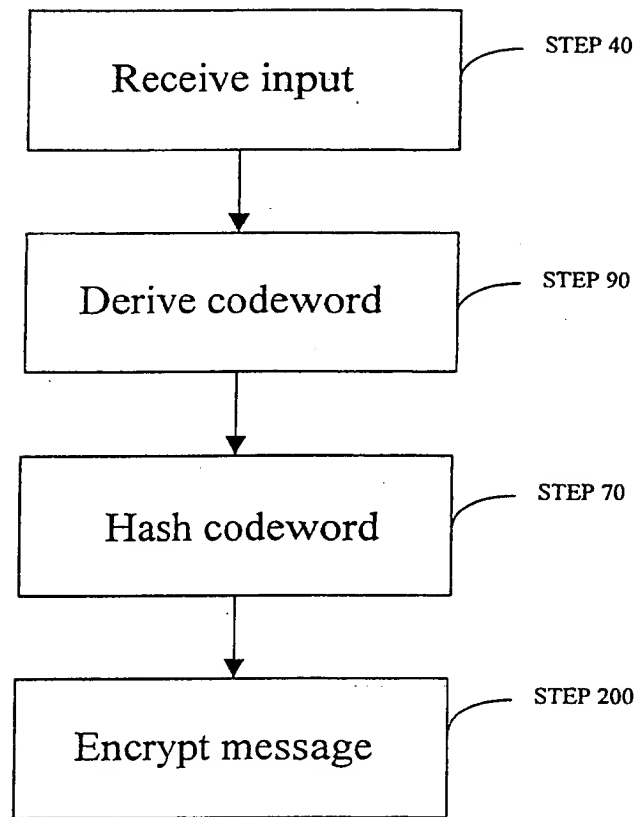 STEP 40
Receive input
STEP 90
Derive codeword
STEP 70
Hash codeword
STEP 200
Encrypt message